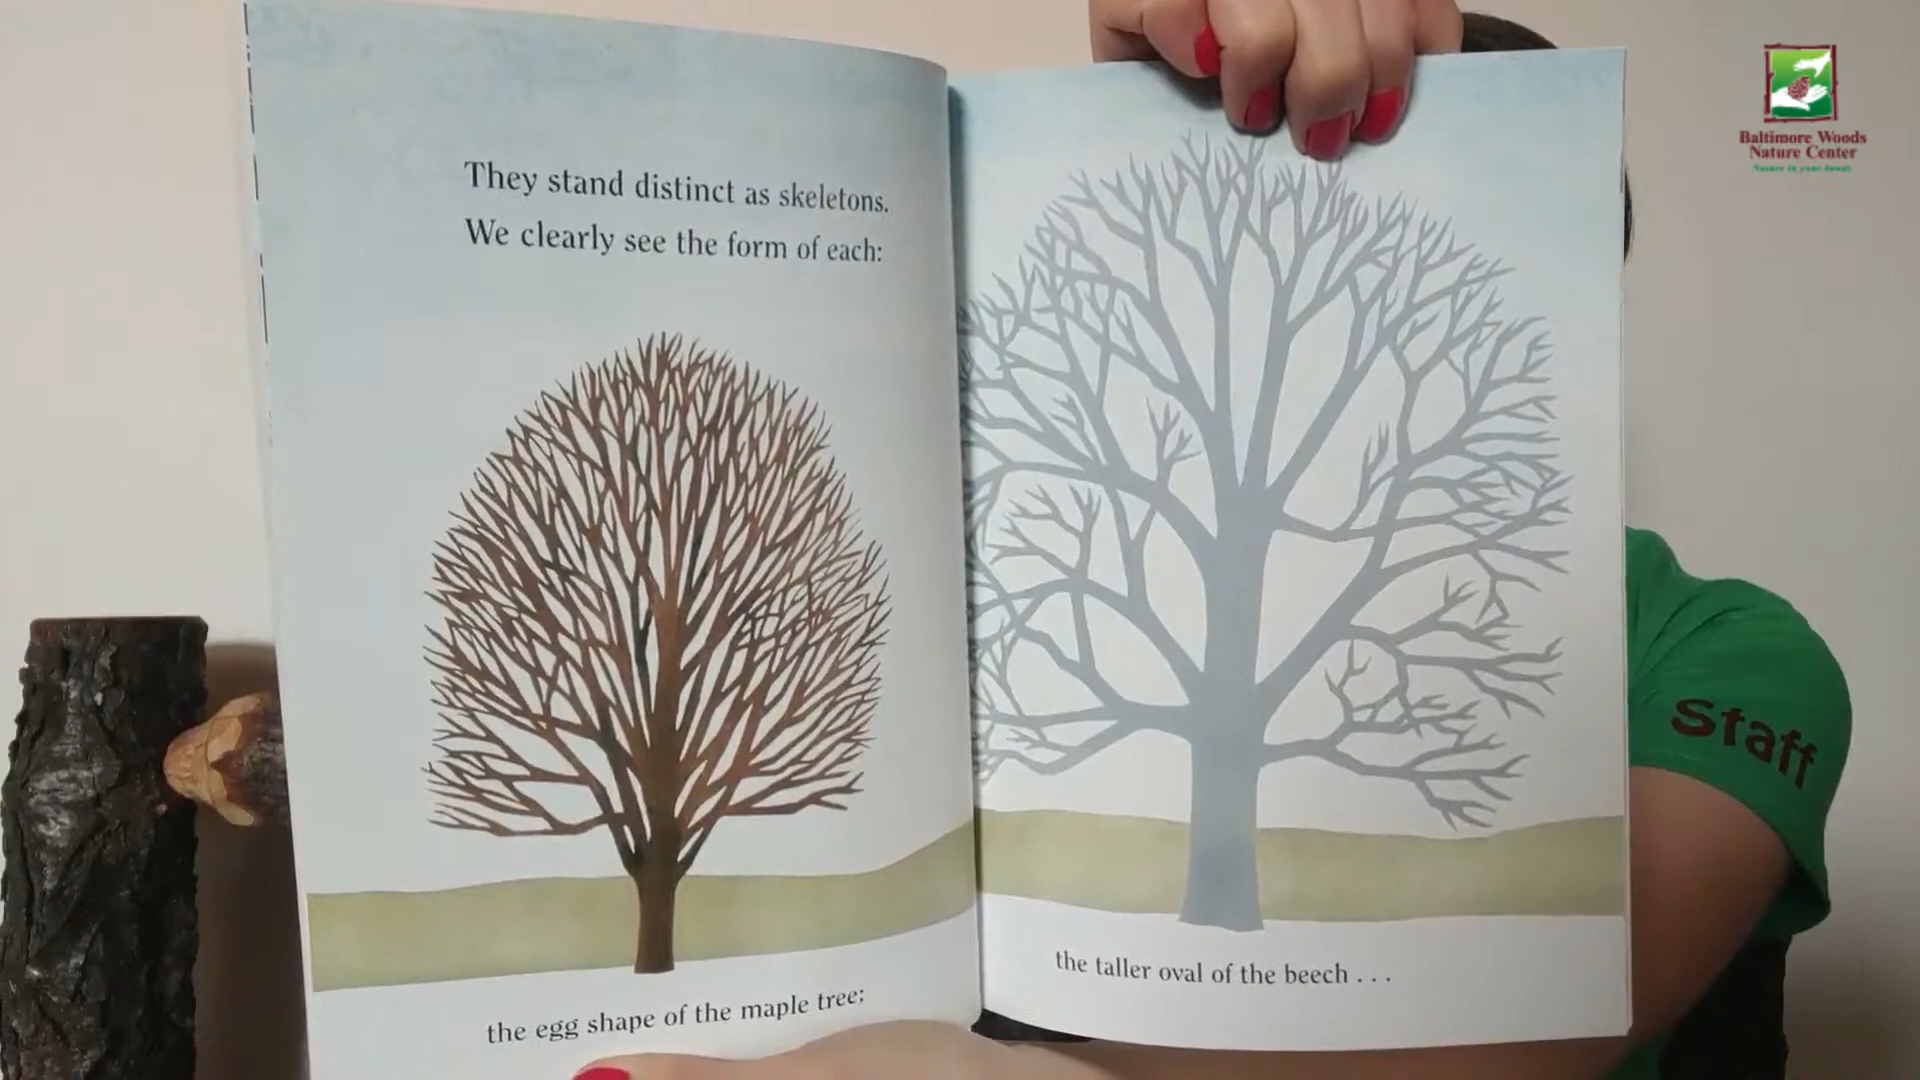 They stand distinct as skeletons.
We clearly see the form of each:
the egg shape of the maple tree;
the taller oval of the beech . . .
Baltimore Woods
Nature Center
staff